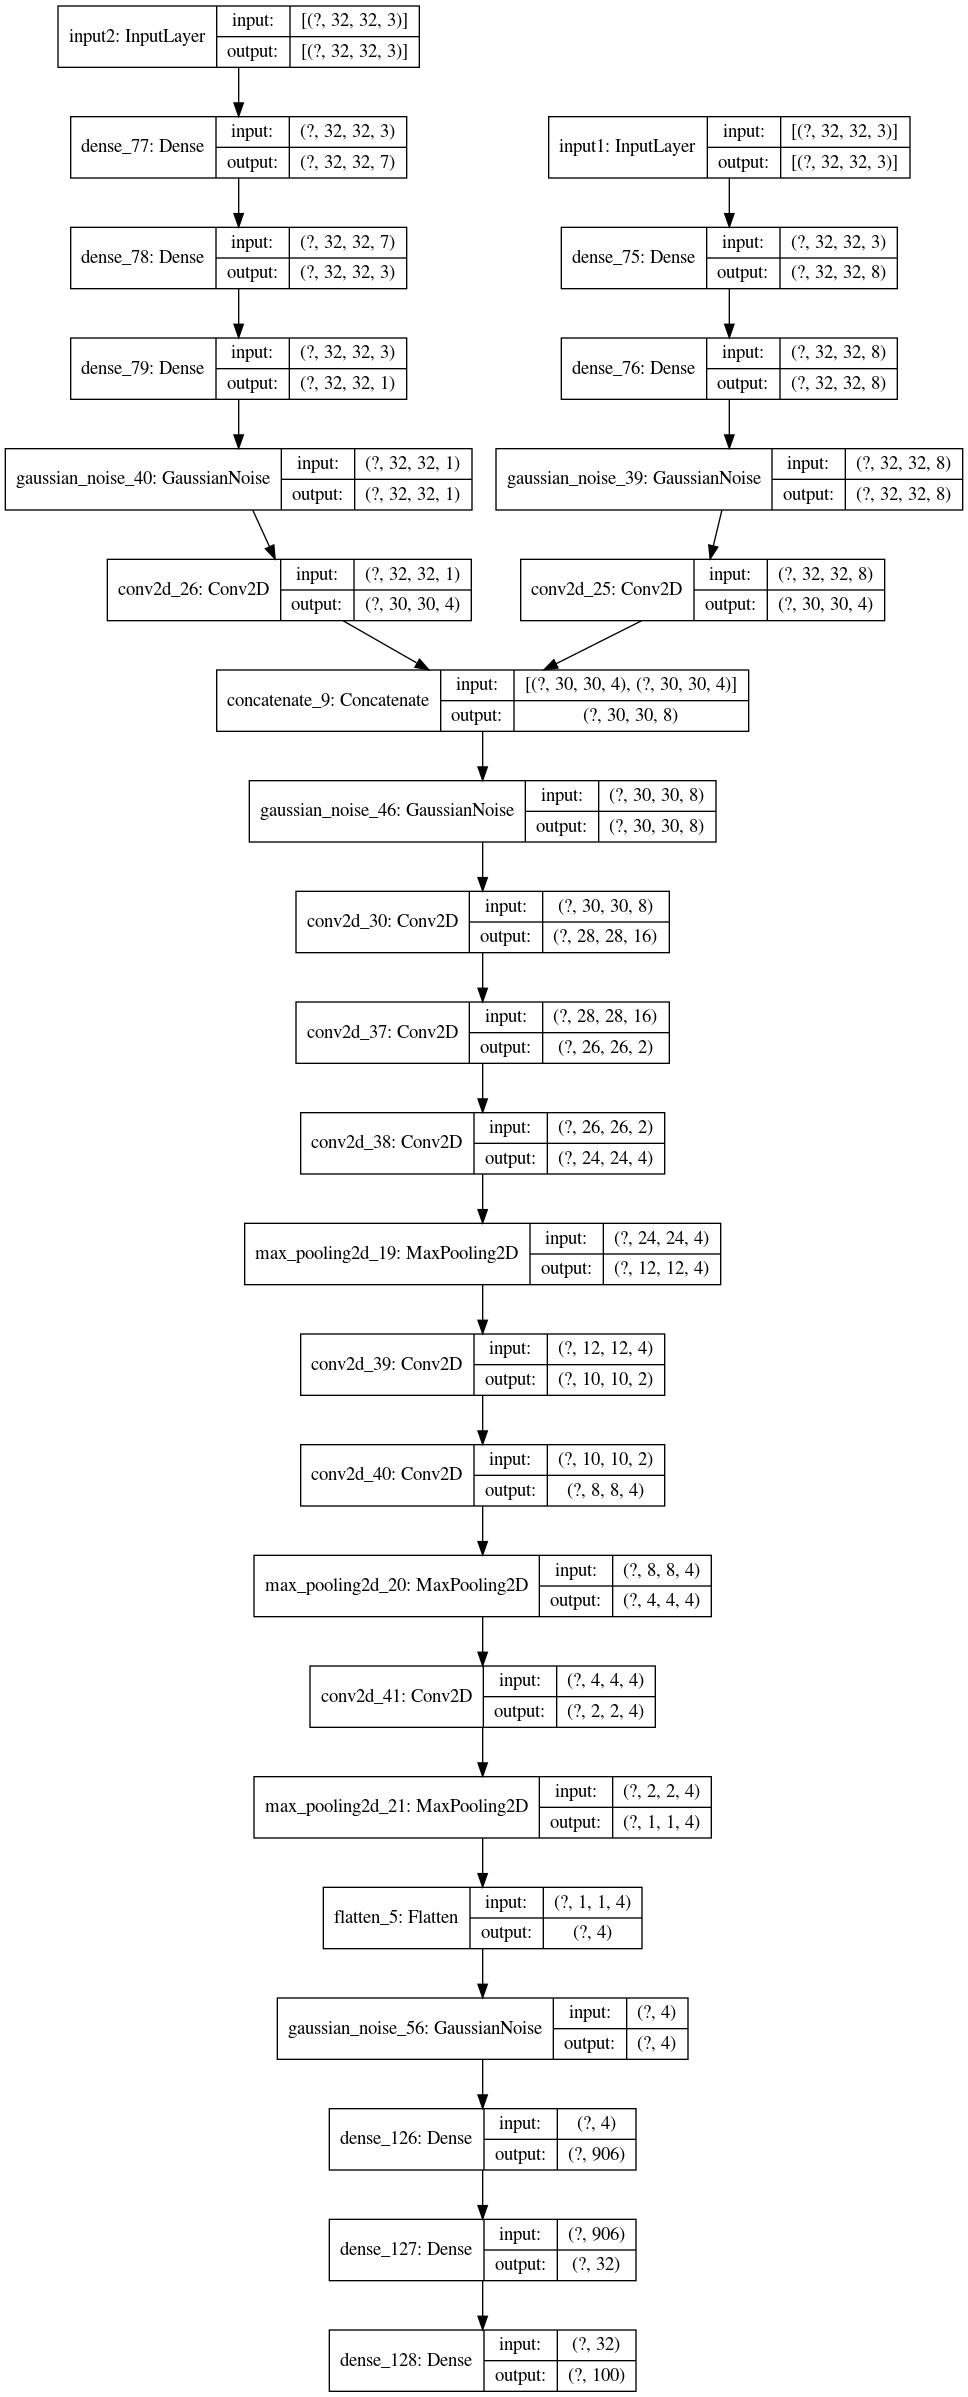 input2: InputLayer
input:
[(?, 32, 32, 3)]
output:
[(?, 32, 32, 3)]
dense_77: Dense
input:
(?, 32, 32, 3)
output:
(?, 32, 32, 7)
input1: InputLayer
input:
[(?, 32, 32, 3)]
output:
[(?, 32, 32, 3)]
dense_78: Dense
input:
(?, 32, 32, 7)
output:
(?, 32, 32, 3)
dense_75: Dense
input:
(?, 32, 32, 3)
output:
(?, 32, 32, 8)
dense_79: Dense
input:
(?, 32, 32, 3)
output:
(?, 32, 32, 1)
dense_76: Dense
input:
(?, 32, 32, 8)
output:
(?, 32, 32, 8)
gaussian_noise_40: GaussianNoise
input:
(?, 32, 32, 1)
output:
(?, 32, 32, 1)
gaussian_noise_39: GaussianNoise
input:
(?, 32, 32, 8)
output:
(?, 32, 32, 8)
conv2d_26: Conv2D
input:
(?, 32, 32, 1)
output:
(?, 30, 30, 4)
conv2d_25: Conv2D
input:
(?, 32, 32, 8)
output:
(?, 30, 30, 4)
concatenate_9: Concatenate
input:
[(?, 30, 30, 4), (?, 30, 30, 4)]
output:
(?, 30, 30, 8)
gaussian_noise_46: GaussianNoise
input:
(?, 30, 30, 8)
output:
(?, 30, 30, 8)
conv2d_30: Conv2D
input:
(?, 30, 30, 8)
output:
(?, 28, 28, 16)
conv2d_37: Conv2D
input:
(?, 28, 28, 16)
output:
(?, 26, 26, 2)
conv2d_38: Conv2D
input:
(?, 26, 26, 2)
output:
(?, 24, 24, 4)
max_pooling2d_19: MaxPooling2D
input:
(?, 24, 24, 4)
output:
(?, 12, 12, 4)
conv2d_39: Conv2D
input:
(?, 12, 12, 4)
output:
(?, 10, 10, 2)
conv2d_40: Conv2D
input:
(?, 10, 10, 2)
output:
(?, 8, 8, 4)
max_pooling2d_20: MaxPooling2D
input:
(?, 8, 8, 4)
output:
(?, 4, 4, 4)
conv2d_41: Conv2D
input:
(?, 4, 4, 4)
output:
(?, 2, 2, 4)
max_pooling2d_21: MaxPooling2D
input:
(?, 2, 2, 4)
output:
(?, 1, 1, 4)
flatten_5: Flatten
input:
(?, 1, 1, 4)
output:
(?, 4)
gaussian_noise_56: GaussianNoise
input:
(?, 4)
output:
(?, 4)
dense_126: Dense
input:
(?, 4)
output:
(?, 906)
dense_127: Dense
input:
(?, 906)
output:
(?, 32)
dense_128: Dense
input:
(?, 32)
output:
(?, 100)